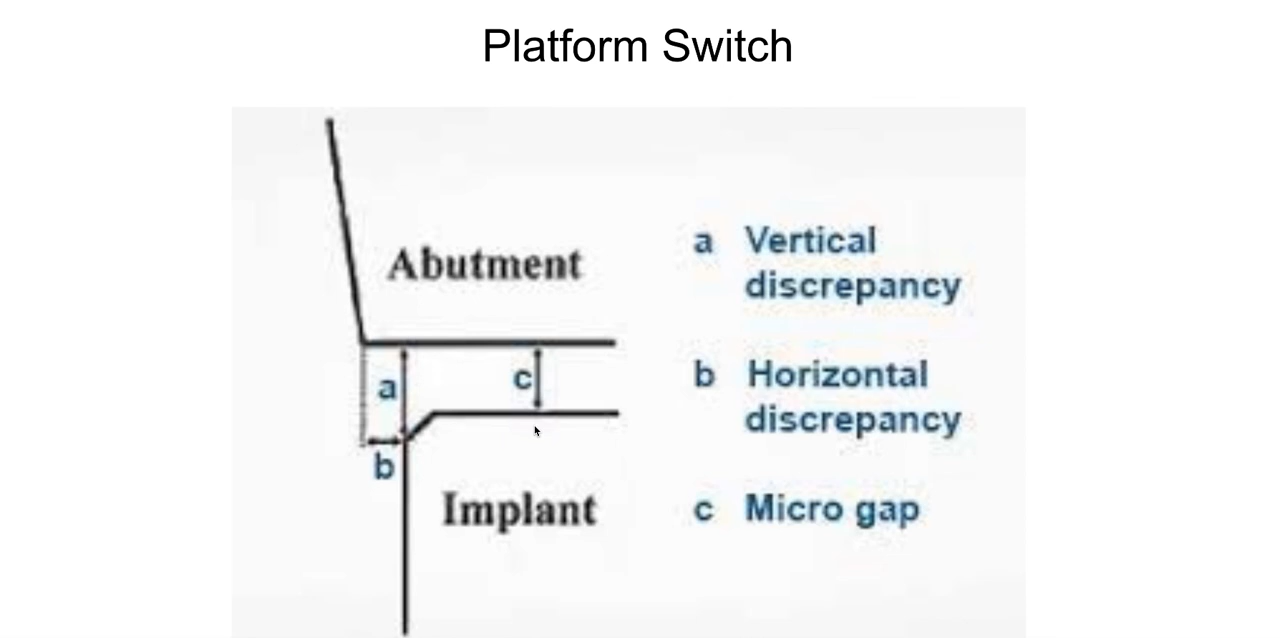 Platform Switch
Abutment
a Vertical
discrepancy
a
c
b Horizontal
discrepancy
b
Implant
c Micro gap